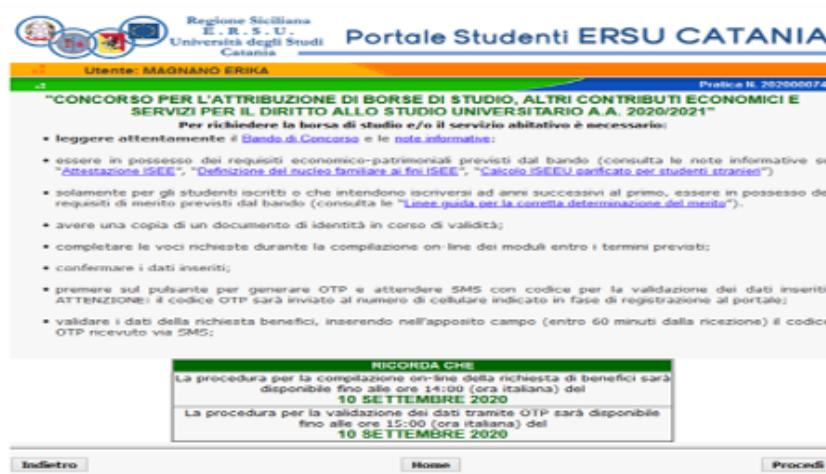 Regione Siciliana
E. R. S. U.
Università degli Studi
Catania
Portale Studenti ERSU CATANIA
Utente: MAGNANO ERIKA
Pratica N. 202000074
"CONCORSO PER L'ATTRIBUZIONE DI BORSE DI STUDIO, ALTRI CONTRIBUTI ECONOMICI E
SERVIZI PER IL DIRITTO ALLO STUDIO UNIVERSITARIO A.A. 2020/2021"
Per richiedere la borsa di studio e/o il servizio abitativo è necessario:
• leggere attentamente il Bando di Concorso e le note informative;
• essere in possesso dei requisiti economico-patrimoniali previsti dal bando (consulta le note informative su
"Attestazione ISEE", "Definizione del nucleo familiare ai fini ISEE", "Calcolo ISEEU parificato per studenti stranieri")
• solamente per gli studenti iscritti o che intendono iscriversi ad anni successivi al primo, essere in possesso de
requisiti di merito previsti dal bando (consulta le "Linee guida per la corretta determinazione del merito").
• avere una copia di un documento di identità in corso di validità;
• completare le voci richieste durante la compilazione on-line dei moduli entro i termini previsti;
• confermare i dati inseriti;
• premere sul pulsante per generare OTP e attendere SMS con codice per la validazione dei dati inseriti
ATTENZIONE: il codice OTP sarà inviato al numero di cellulare indicato in fase di registrazione al portale;
• validare i dati della richiesta benefici, inserendo nell'apposito campo (entro 60 minuti dalla ricezione) il codice
OTP ricevuto via SMS;
RICORDA CHE
La procedura per la compilazione on-line della richiesta di benefici sarà
disponibile fino alle ore 14:00 (ora italiana) del
10 SETTEMBRE 2020
La procedura per la validazione dei dati tramite OTP sarà disponibile
fino alle ore 15:00 (ora italiana) del
10 SETTEMBRE 2020
Indietro Home Procedi